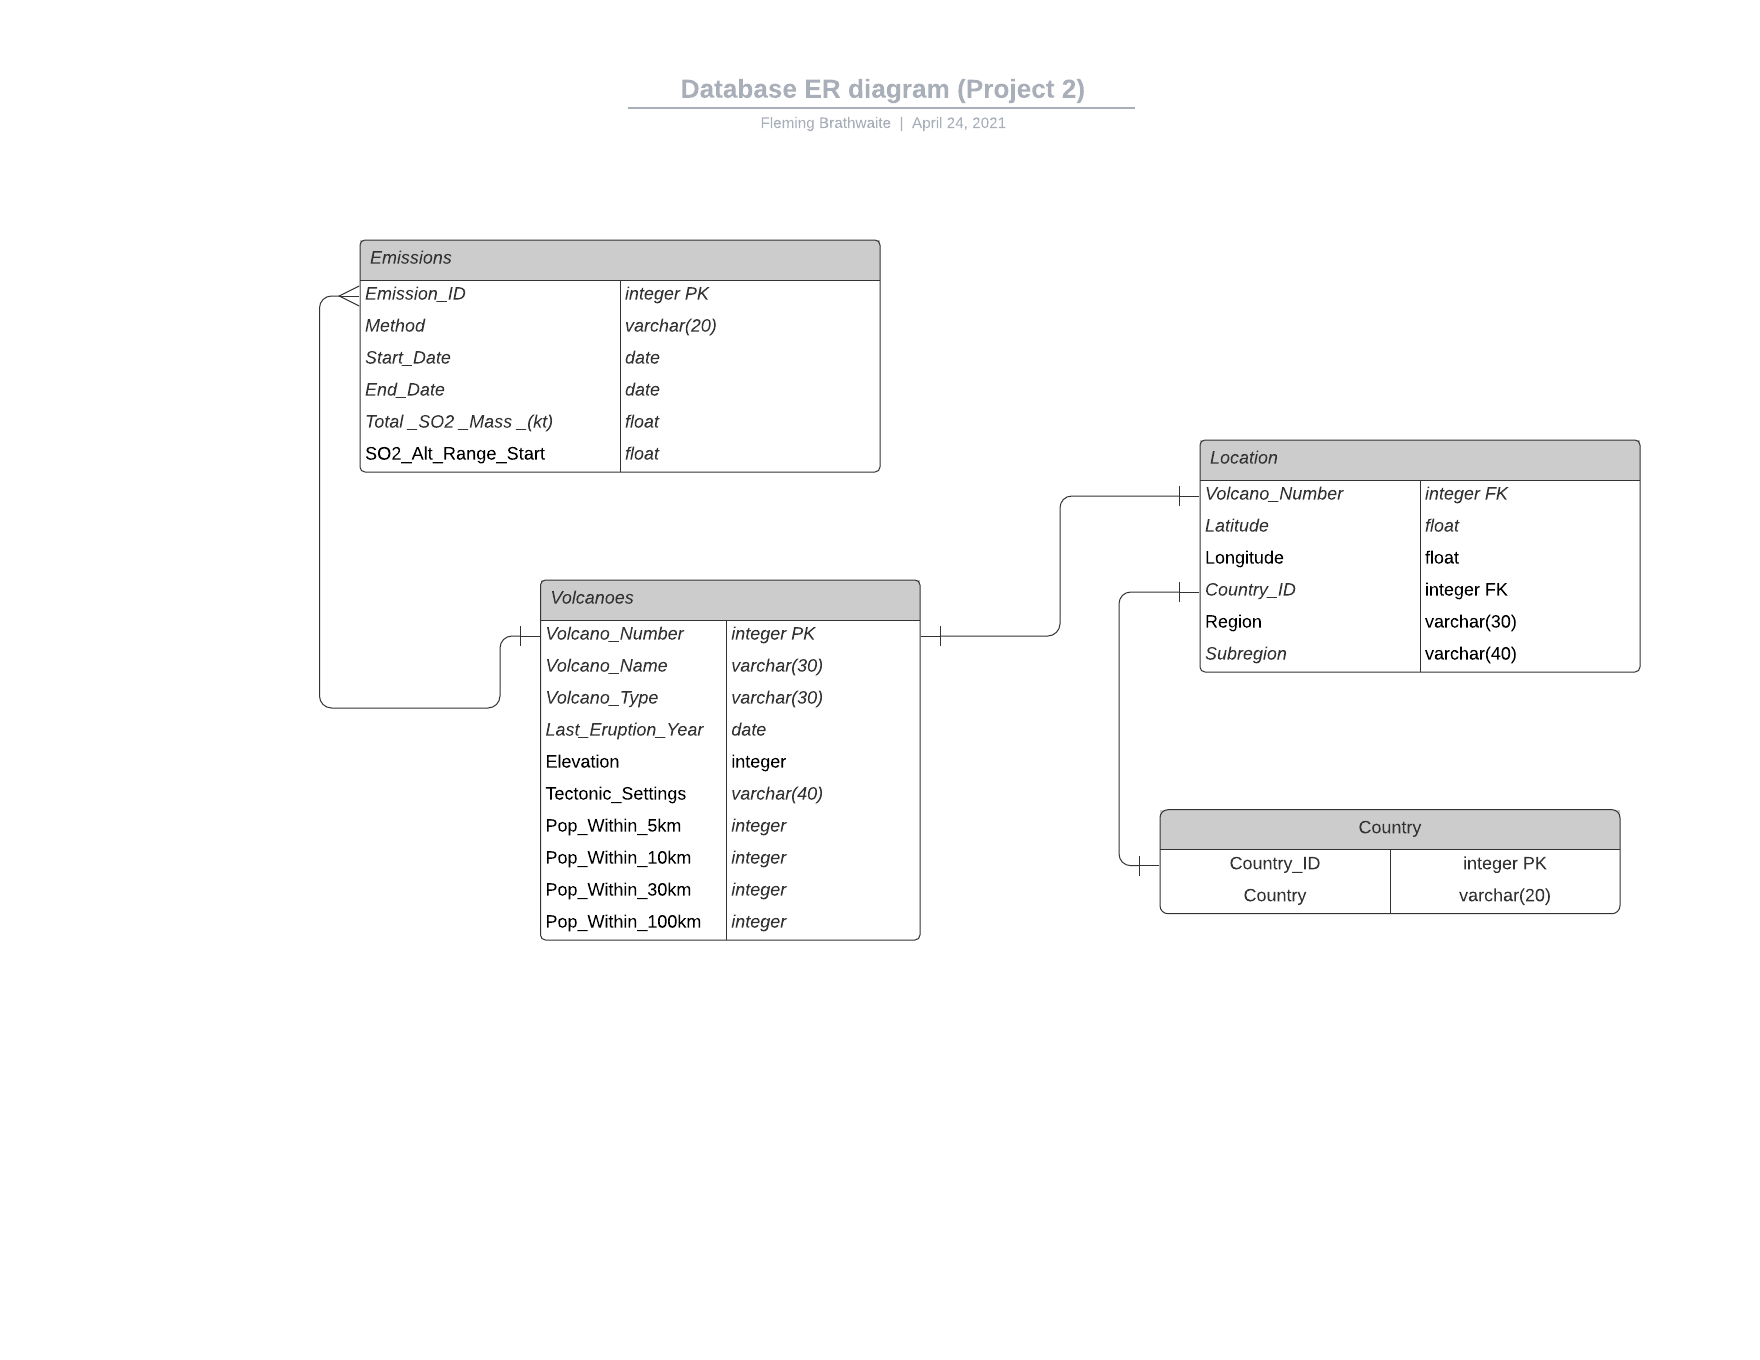 Database ER diagram (Project 2)
Fleming Brathwaite | April 24, 2021
Emissions
Emission_ID integer PK
Method varchar(20)
Start_Date date
End_Date date
Total _SO2 _Mass _(kt) float
SO2_Alt_Range_Start float
Location
Volcano_Number integer FK
Latitude float
Longitude float
Country_ID integer FK
Region varchar(30)
Subregion varchar(40)
Volcanoes
Volcano_Number integer PK
Volcano_Name varchar(30)
Volcano_Type varchar(30)
Last_Eruption_Year date
Elevation integer
Tectonic_Settings varchar(40)
Pop_Within_5km integer
Pop_Within_10km integer
Pop_Within_30km integer
Pop_Within_100km integer
Country
Country_ID integer PK
Country varchar(20)